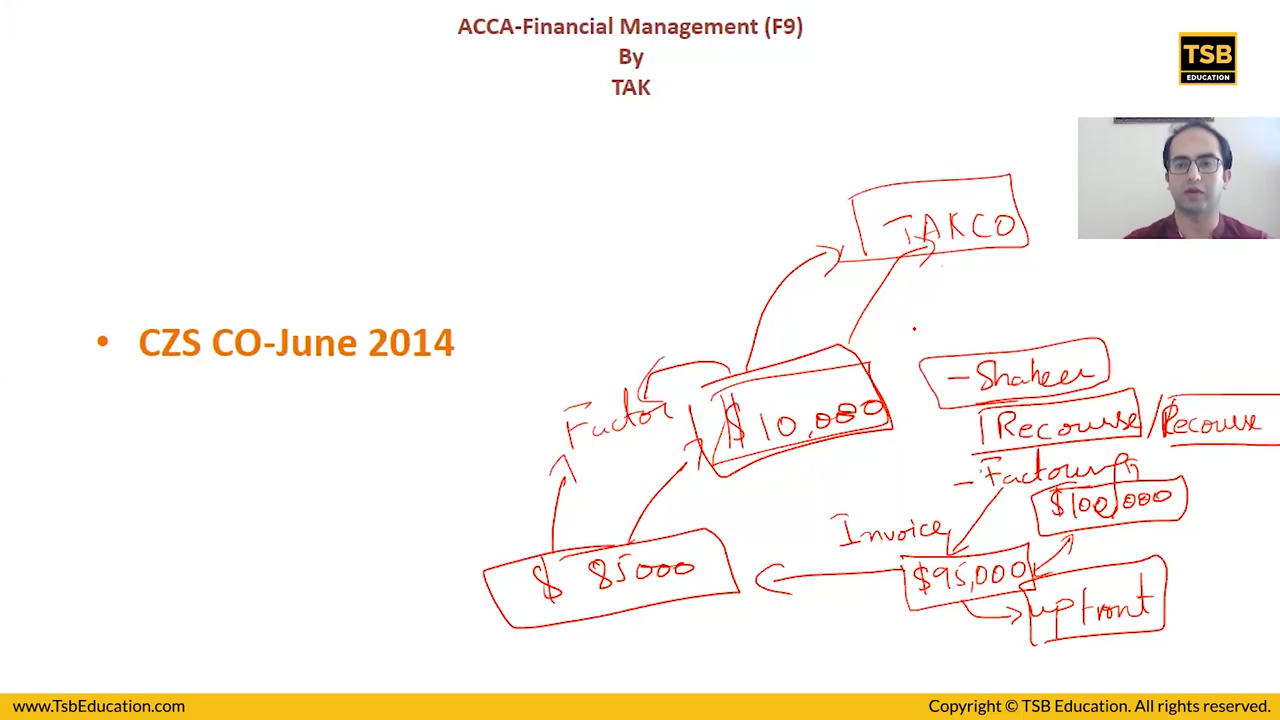 ACCA-Financial Management (F9)
By
TAK
TSB
EDUCATION
TAKCO
• CZS CO-June 2014
- Shaheer
Factor
$10,000
Recourse / Recourse
- Factoring
$100,000
Invoice
$85000
$95,000
upfront
www.TsbEducation.com
Copyright © TSB Education. All rights reserved.